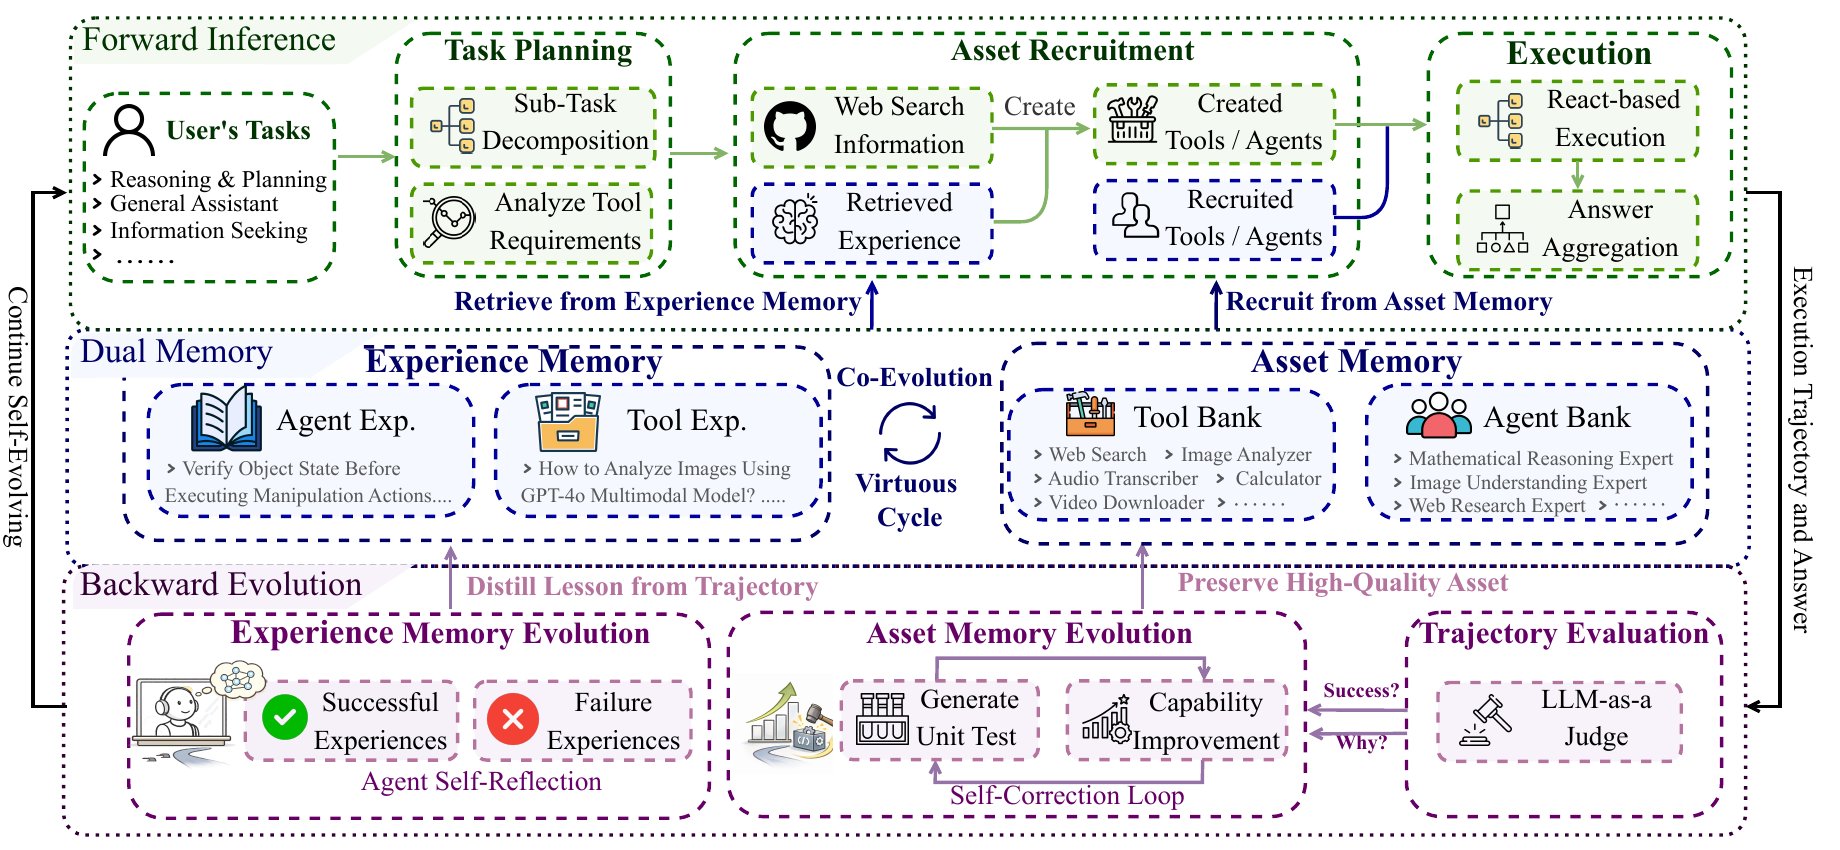 Forward Inference
User's Tasks
Reasoning & Planning
General Assistant
Information Seeking
......
Task Planning
Sub-Task
Decomposition
Analyze Tool
Requirements
Asset Recruitment
Web Search
Information
Retrieved
Experience
Create
Created
Tools / Agents
Recruited
Tools / Agents
Execution
React-based
Execution
Answer
Aggregation
Retrieve from Experience Memory
Recruit from Asset Memory
Continue Self-Evolving
Execution Trajectory and Answer
Dual Memory
Experience Memory
Agent Exp.
Verify Object State Before
Executing Manipulation Actions....
Tool Exp.
How to Analyze Images Using
GPT-4o Multimodal Model? .....
Co-Evolution
Virtuous
Cycle
Asset Memory
Tool Bank
Web Search
Image Analyzer
Audio Transcriber
Calculator
Video Downloader
......
Agent Bank
Mathematical Reasoning Expert
Image Understanding Expert
Web Research Expert
......
Backward Evolution
Distill Lesson from Trajectory
Preserve High-Quality Asset
Experience Memory Evolution
Successful
Experiences
Failure
Experiences
Agent Self-Reflection
Asset Memory Evolution
Generate
Unit Test
Capability
Improvement
Self-Correction Loop
Success?
Why?
Trajectory Evaluation
LLM-as-a
Judge